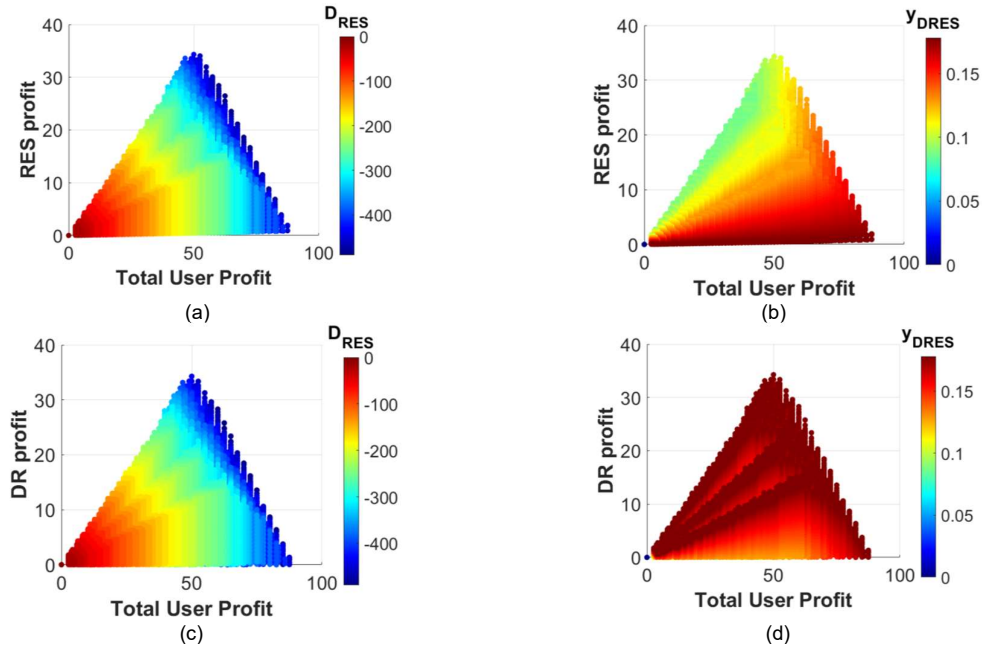 D_RES
40
30
20
10
0
RES profit
0 50 100
Total User Profit
0
-100
-200
-300
-400
(a)
y_DRES
40
30
20
10
0
RES profit
0 50 100
Total User Profit
0.15
0.1
0.05
0
(b)
D_RES
40
30
20
10
0
DR profit
0 50 100
Total User Profit
0
-100
-200
-300
-400
(c)
y_DRES
40
30
20
10
0
DR profit
0 50 100
Total User Profit
0.15
0.1
0.05
0
(d)